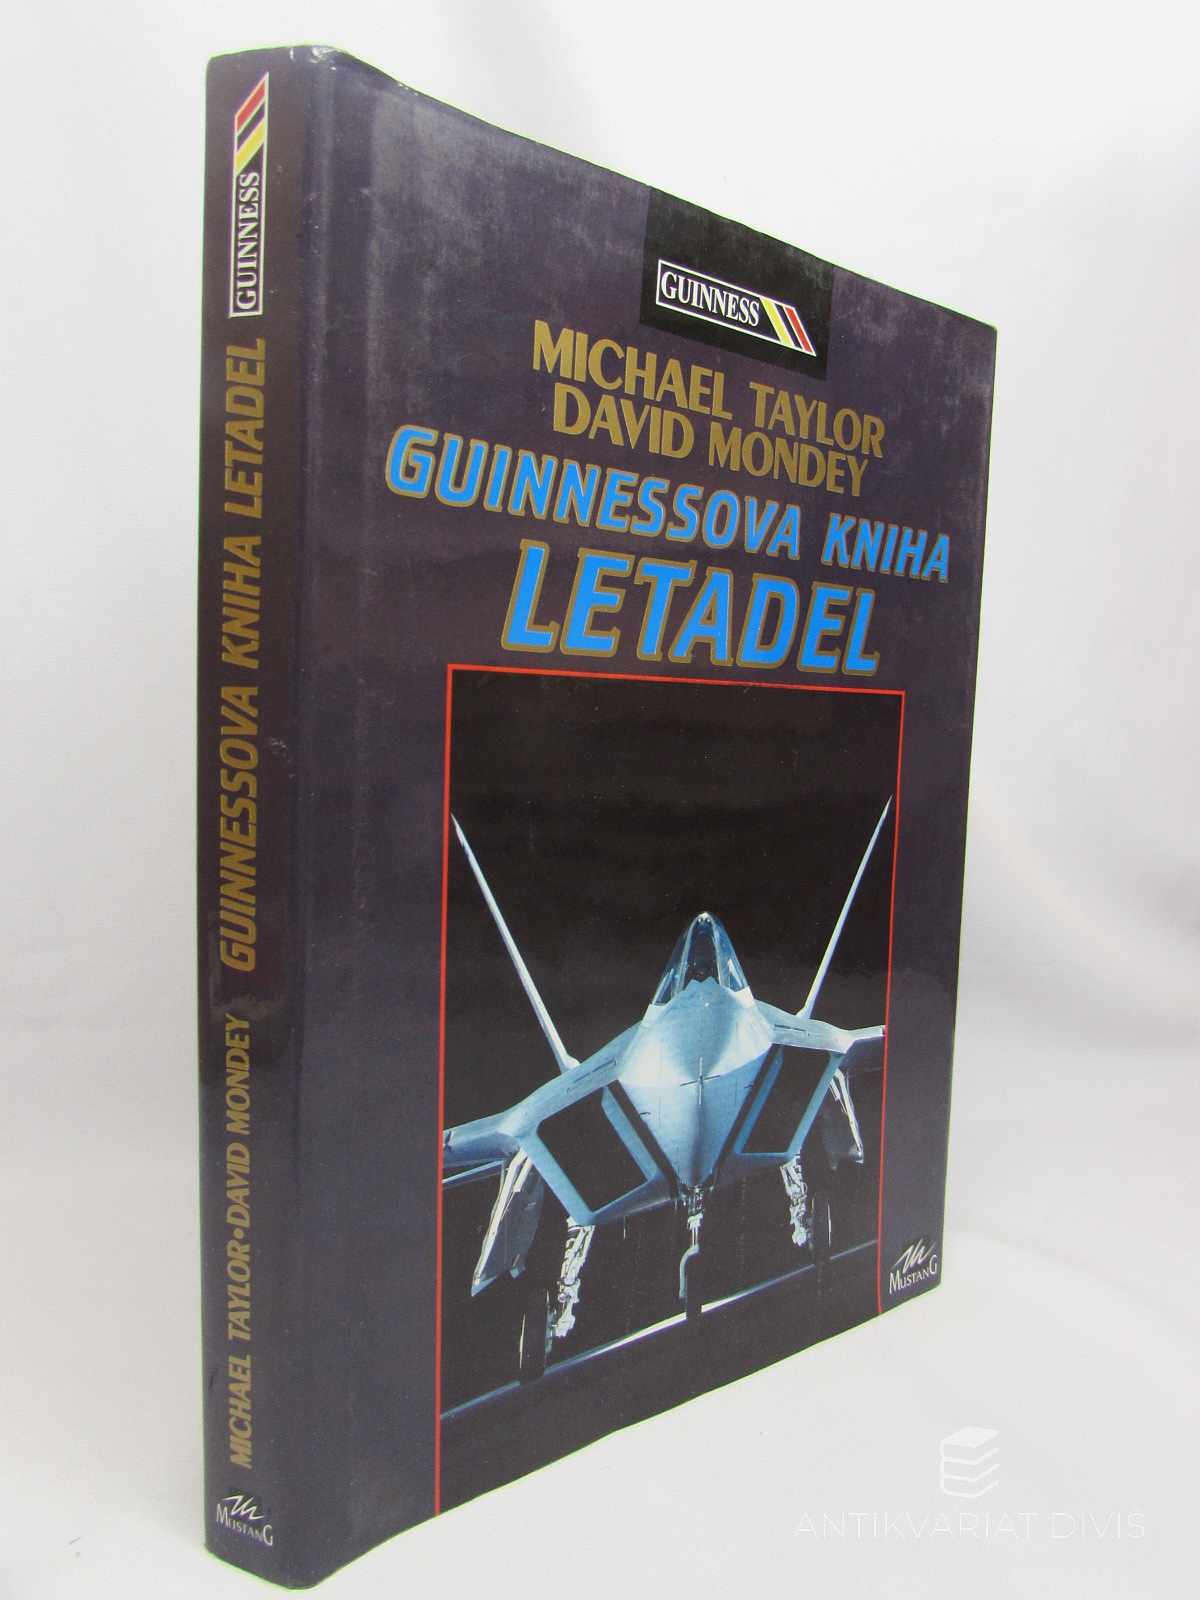 GUINNESS
MICHAEL TAYLOR
DAVID MONDEY
GUINNESSOVA KNIHA
LETADEL
MUSTANG
MICHAEL TAYLOR•DAVID MONDEY GUINNESSOVA KNIHA LETADEL GUINNESS
MUSTANG
ANTIKVARIAT DIVIS